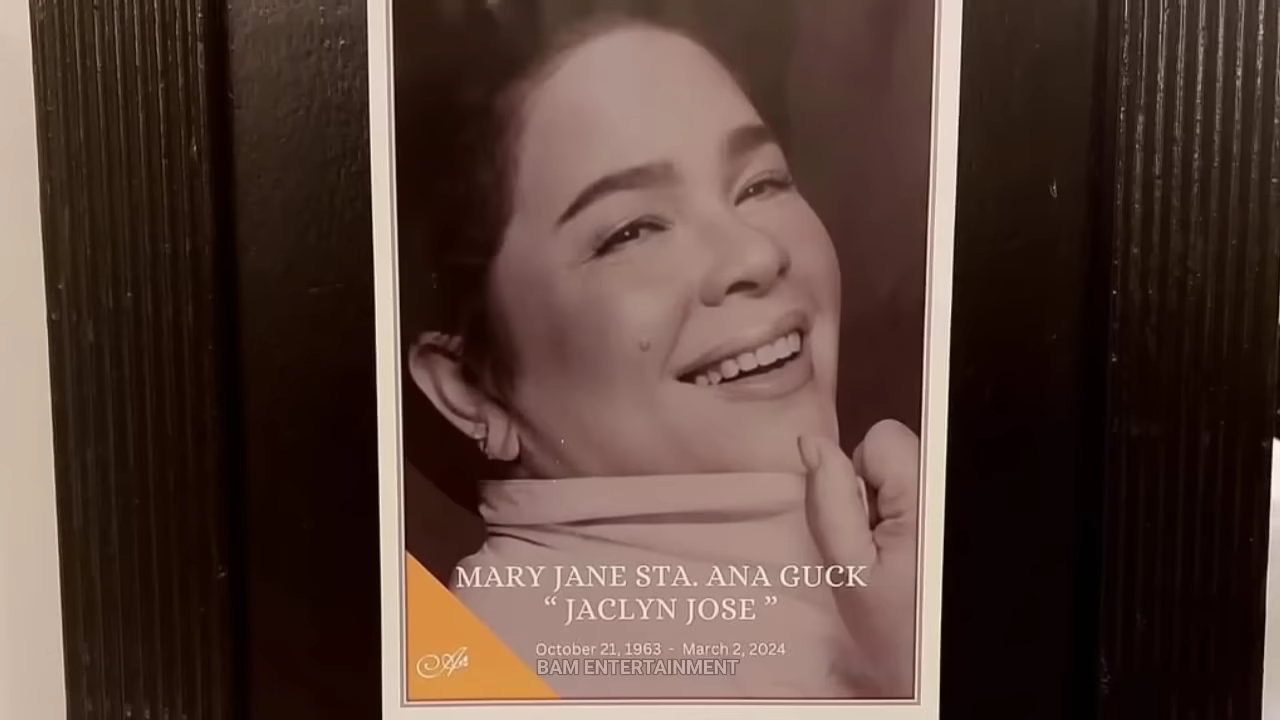 MARY JANE STA. ANA GUCK
“ JACLYN JOSE ”
October 21, 1963 - March 2, 2024
BAM ENTERTAINMENT